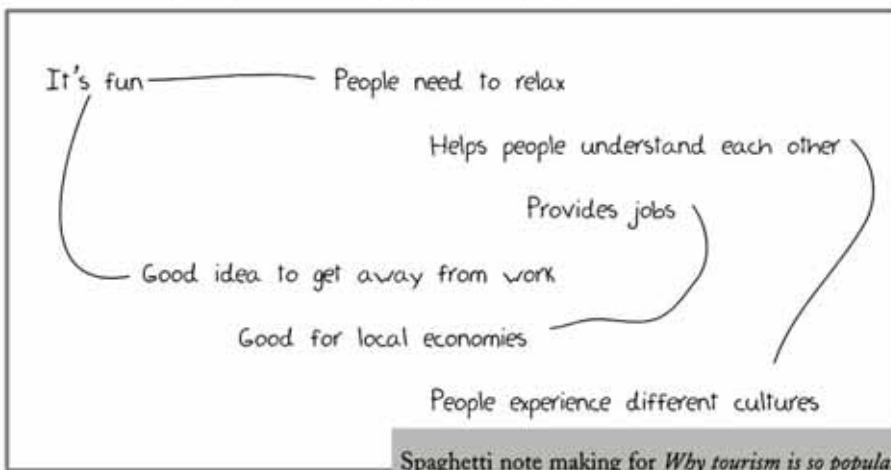 It's fun
People need to relax
Helps people understand each other
Provides jobs
Good idea to get away from work
Good for local economies
People experience different cultures
Spaghetti note making for Why tourism is so